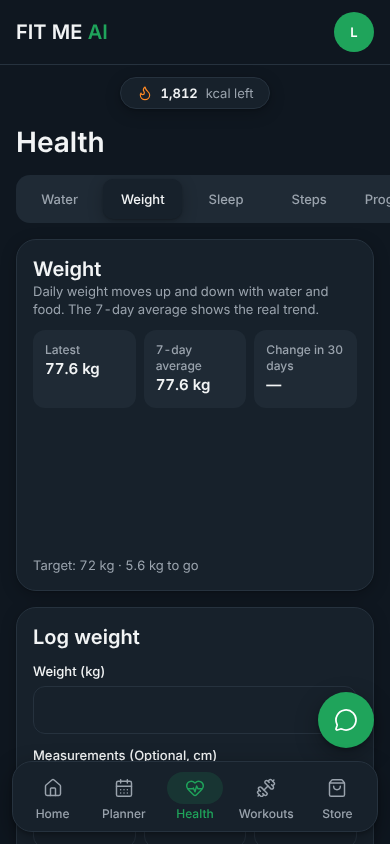 FIT ME AI
L
1,812 kcal left
Health
Water Weight Sleep Steps Prog
Weight
Daily weight moves up and down with water and
food. The 7-day average shows the real trend.
Latest
77.6 kg
7-day
average
77.6 kg
Change in 30
days
—
Target: 72 kg · 5.6 kg to go
Log weight
Weight (kg)
Measurements (Optional, cm)
Home Planner Health Workouts Store